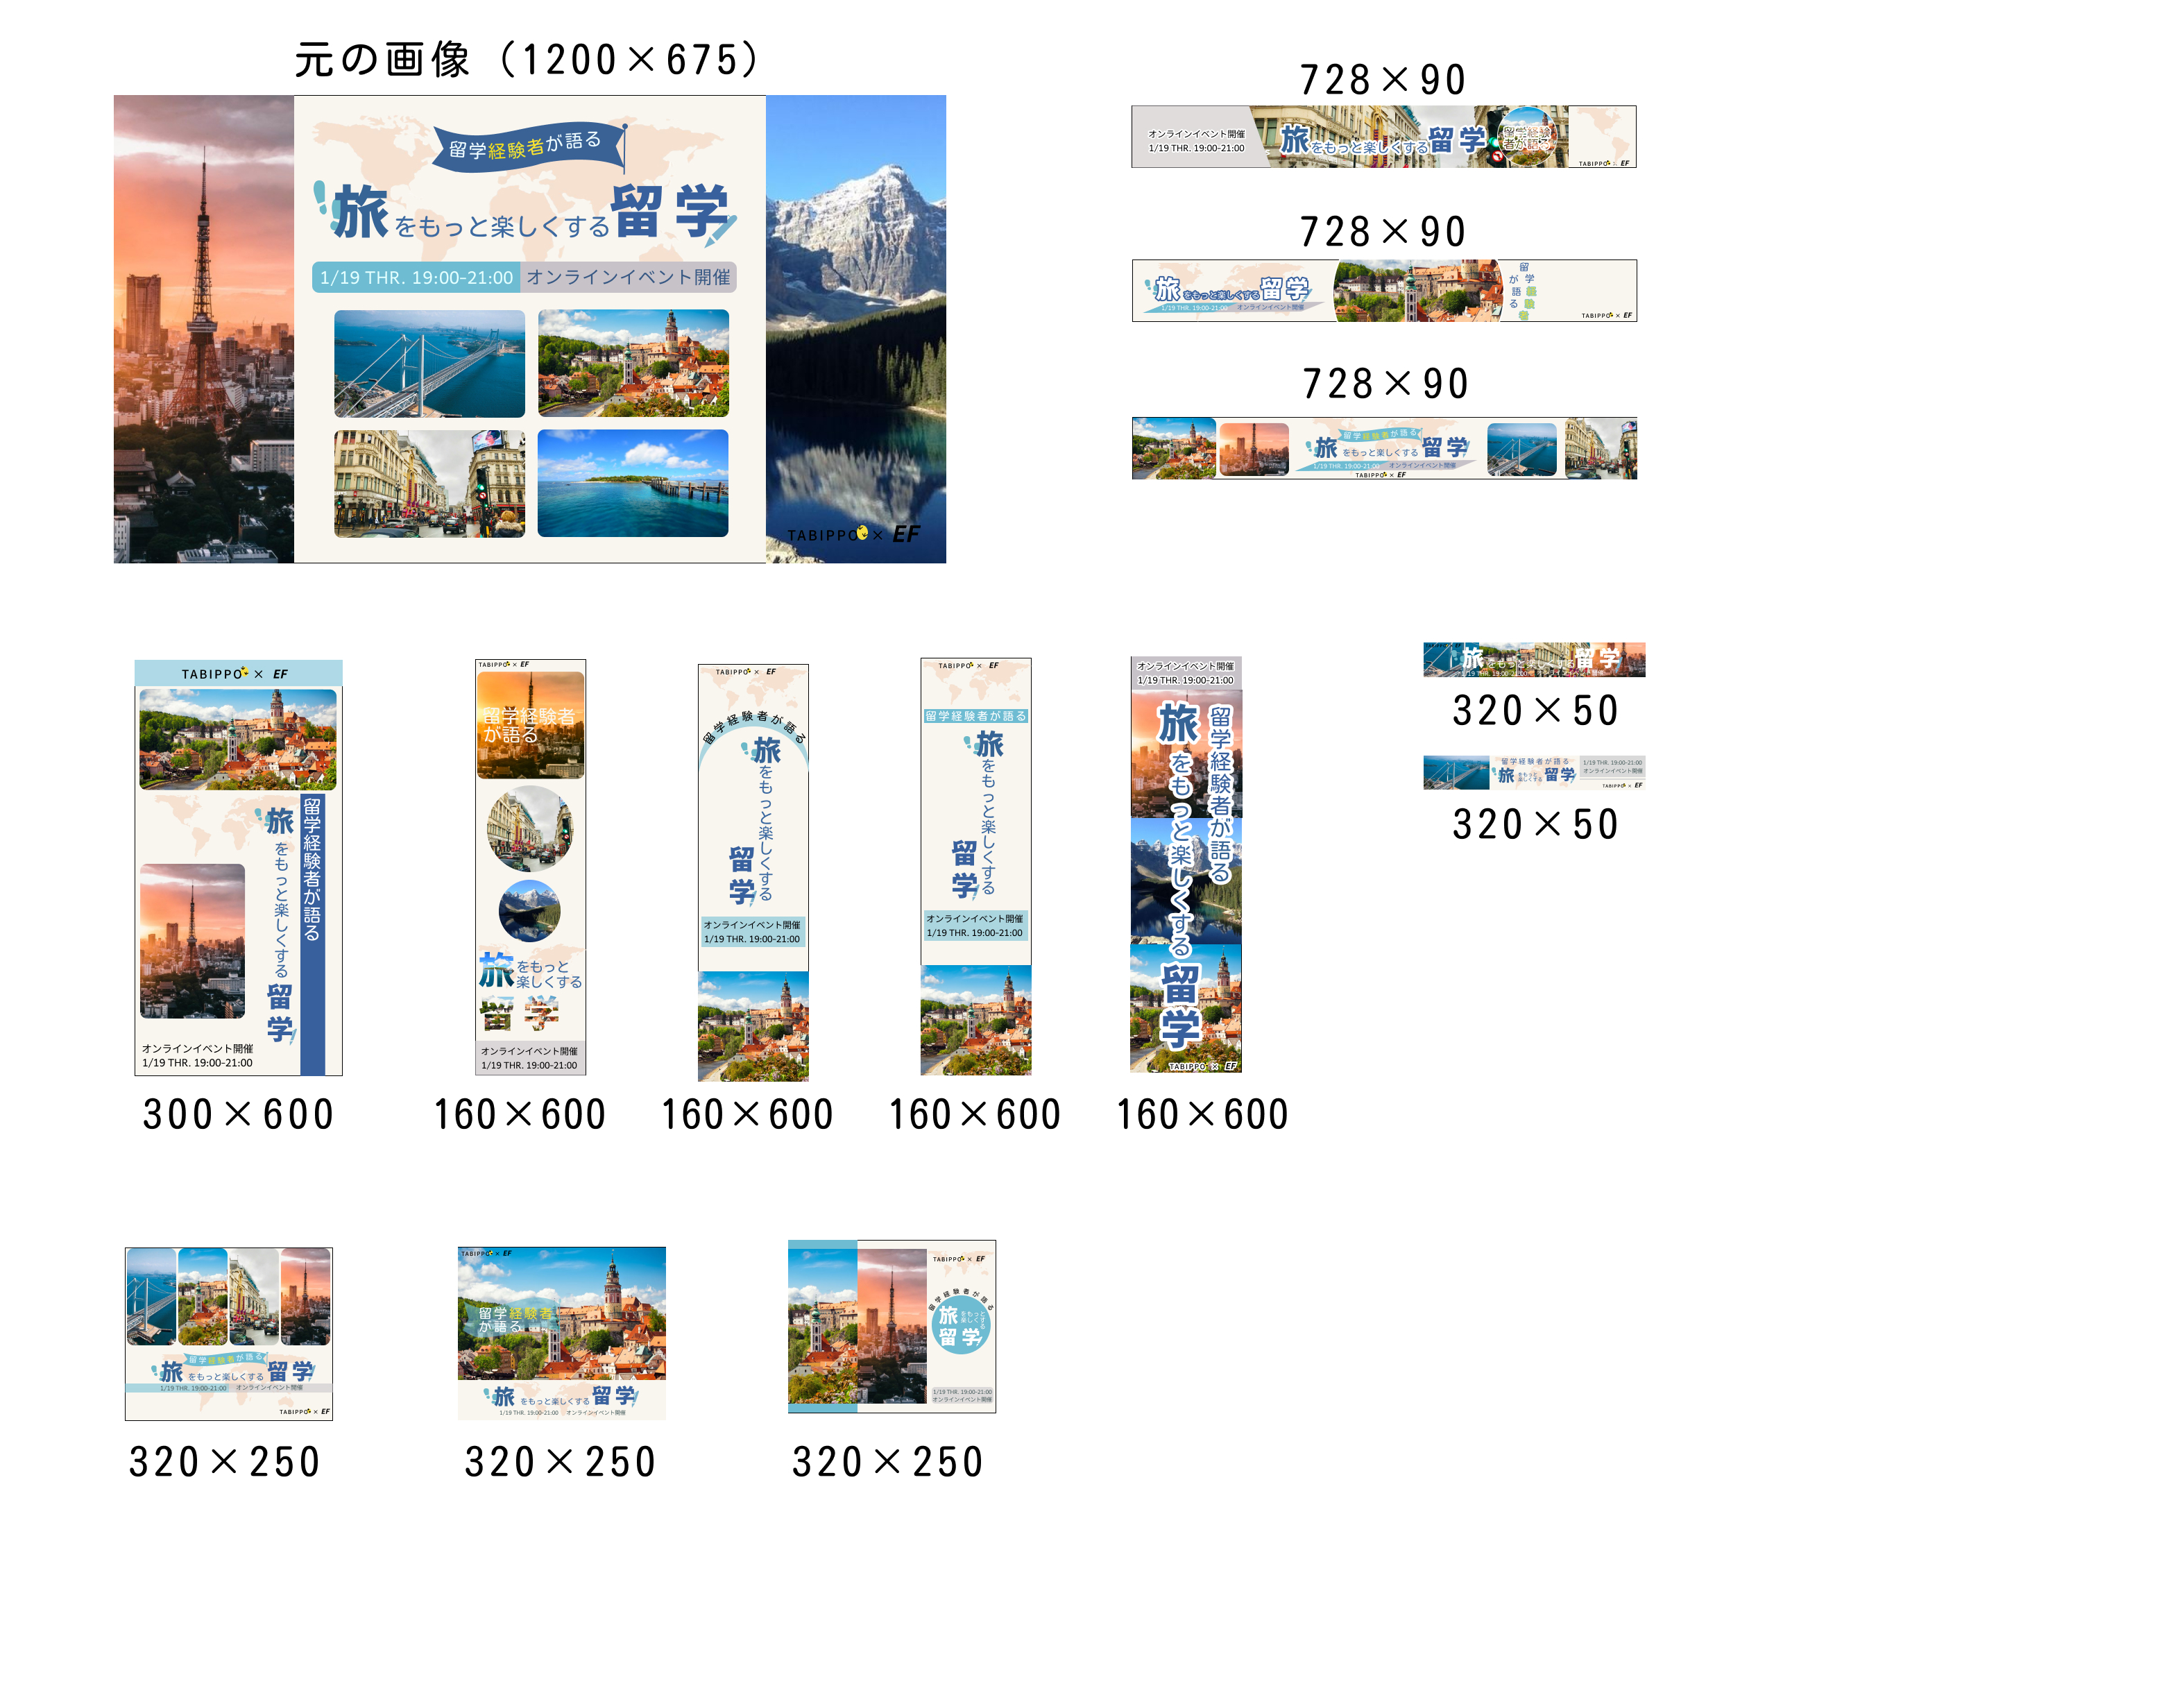 元の画像（1200×675）
留学経験者が語る
旅をもっと楽しくする留学
1/19 THR. 19:00-21:00 オンラインイベント開催
TABIPPO × EF
728×90
オンラインイベント開催
1/19 THR. 19:00-21:00
旅をもっと楽しくする留学
留学経験
者が語る
TABIPPO × EF
728×90
旅をもっと楽しくする留学
1/19 THR. 19:00-21:00 オンラインイベント開催
留学経験者
が語る
TABIPPO × EF
728×90
留学経験者が語る
旅をもっと楽しくする留学
1/19 THR. 19:00-21:00 オンラインイベント開催
TABIPPO × EF
TABIPPO × EF
留学経験者が語る
旅をもっと楽しくする留学
オンラインイベント開催
1/19 THR. 19:00-21:00
300×600
TABIPPO × EF
留学経験者
が語る
旅をもっと
楽しくする
留学
オンラインイベント開催
1/19 THR. 19:00-21:00
160×600
TABIPPO × EF
留学経験者が語る
旅をもっと楽しくする
留学
オンラインイベント開催
1/19 THR. 19:00-21:00
160×600
TABIPPO × EF
留学経験者が語る
旅をもっと楽しくする
留学
オンラインイベント開催
1/19 THR. 19:00-21:00
160×600
オンラインイベント開催
1/19 THR. 19:00-21:00
留学経験者が語る
旅をもっと楽しくする留学
TABIPPO × EF
160×600
旅をもっと楽しくする留学
1/19 THR. 19:00-21:00 オンラインイベント開催
320×50
留学経験者が語る
旅をもっと
楽しくする留学
1/19 THR. 19:00-21:00
オンラインイベント開催
TABIPPO × EF
320×50
留学経験者が語る
旅をもっと楽しくする留学
1/19 THR. 19:00-21:00 オンラインイベント開催
TABIPPO × EF
320×250
TABIPPO × EF
留学経験者
が語る
旅をもっと楽しくする留学
1/19 THR. 19:00-21:00 オンラインイベント開催
320×250
TABIPPO × EF
留学経験者が語る
旅をもっと
楽しくする
留学
1/19 THR. 19:00-21:00
オンラインイベント開催
320×250